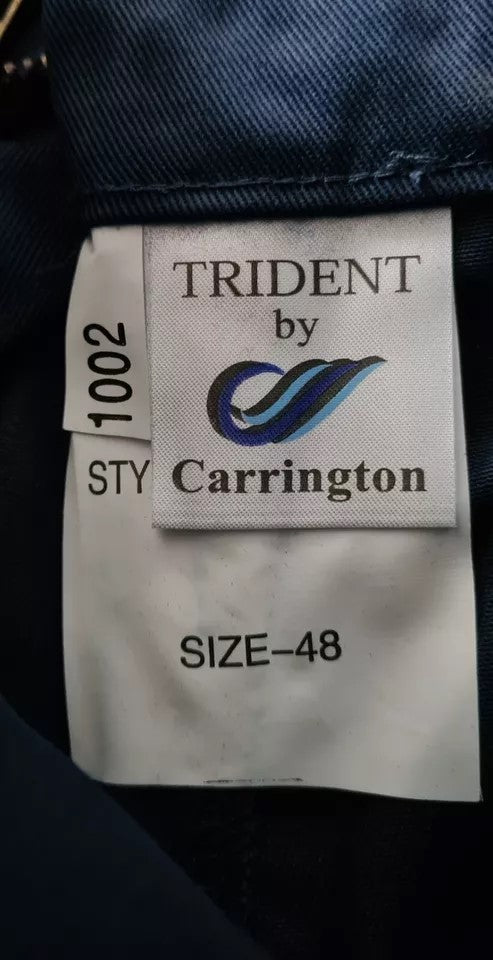 TRIDENT
by
Carrington
1002
STY
SIZE-48